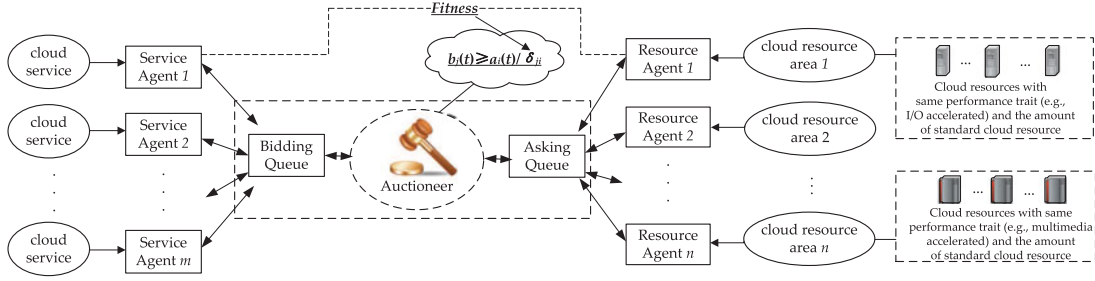 Fitness
b_i(t)≥a_i(t)/ δ_ji
cloud
service
Service
Agent 1
cloud
service
Service
Agent 2
cloud
service
Service
Agent m
Bidding
Queue
Auctioneer
Asking
Queue
Resource
Agent 1
Resource
Agent 2
Resource
Agent n
cloud resource
area 1
cloud resource
area 2
cloud resource
area n
... ...
Cloud resources with
same performance trait (e.g.,
I/O accelerated) and the amount
of standard cloud resource
... ...
Cloud resources with same
performance trait (e.g., multimedia
accelerated) and the amount
of standard cloud resource